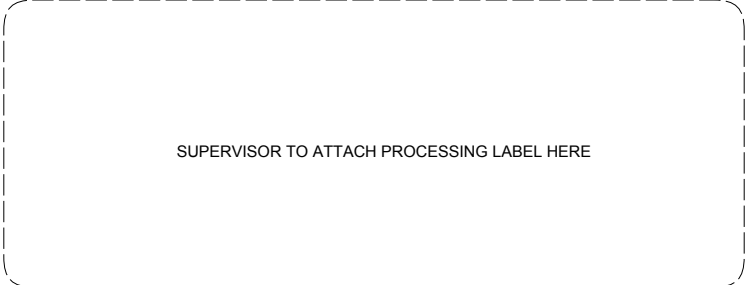 SUPERVISOR TO ATTACH PROCESSING LABEL HERE